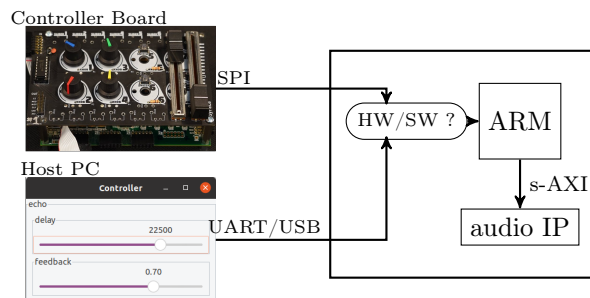 Controller Board
SPI
HW/SW ?
ARM
Host PC
Controller
echo
delay
22500
UART/USB
s-AXI
audio IP
feedback
0.70